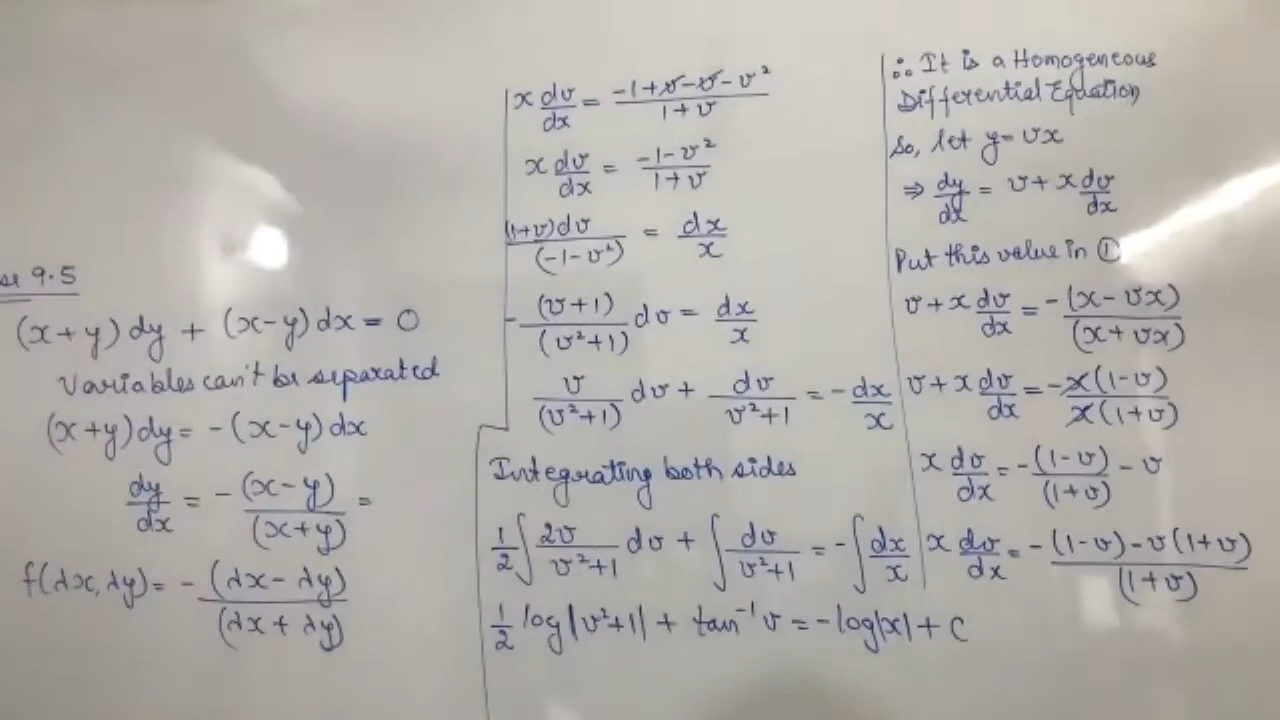 9.5
(x+y) dy + (x-y) dx = 0
Variables can't be separated
(x+y) dy = -(x-y) dx
dy/dx = -(x-y)/(x+y) =
f(λx, λy) = -(λx-λy)/(λx+λy)
∴ It is a Homogeneous
Differential Equation
So, let y = vx
⇒ dy/dx = v + x dv/dx
Put this value in ①
v + x dv/dx = -(x-vx)/(x+vx)
v + x dv/dx = -x(1-v)/x(1+v)
x dv/dx = -(1-v)/(1+v) - v
x dv/dx = -(1-v)-v(1+v)/(1+v)
x dv/dx = -1+v-v-v²/1+v
x dv/dx = -1-v²/1+v
(1+v)dv/(-1-v²) = dx/x
-(v+1)/(v²+1) dv = dx/x
v/(v²+1) dv + dv/v²+1 = -dx/x
Integrating both sides
1/2 ∫ 2v/v²+1 dv + ∫ dv/v²+1 = -∫ dx/x
1/2 log|v²+1| + tan⁻¹ v = -log|x| + C